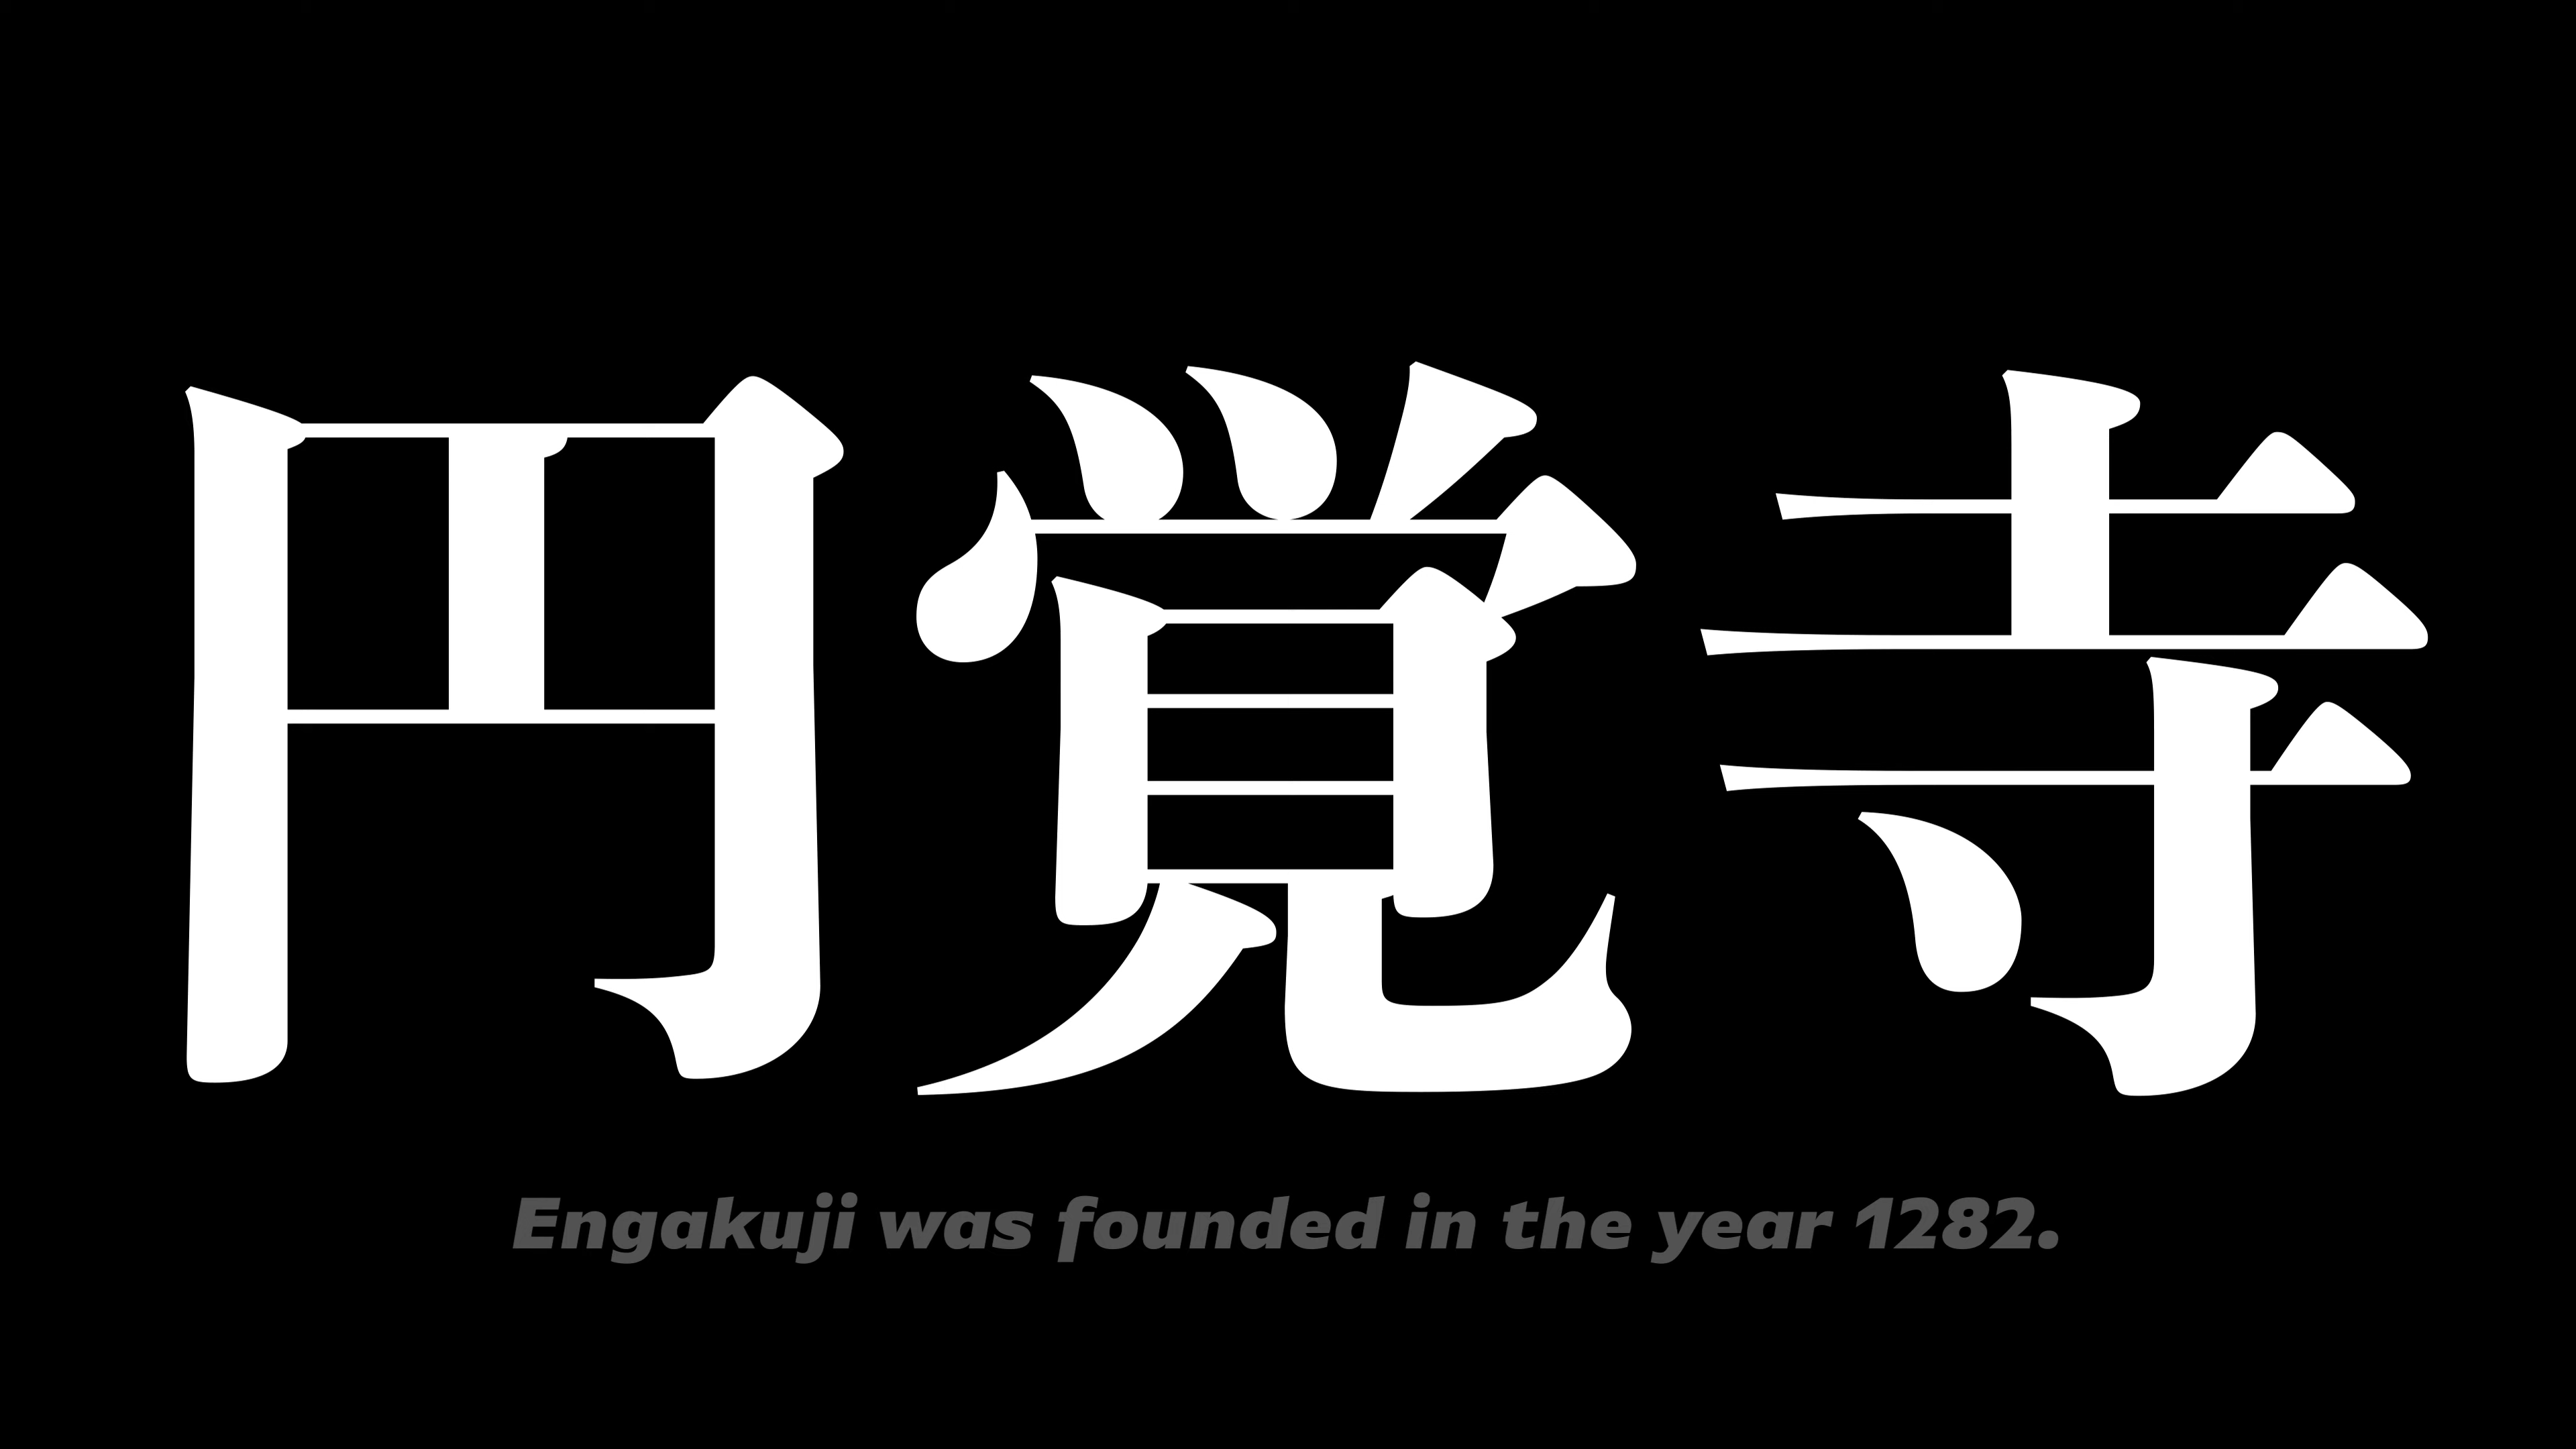 円覚寺
Engakuji was founded in the year 1282.